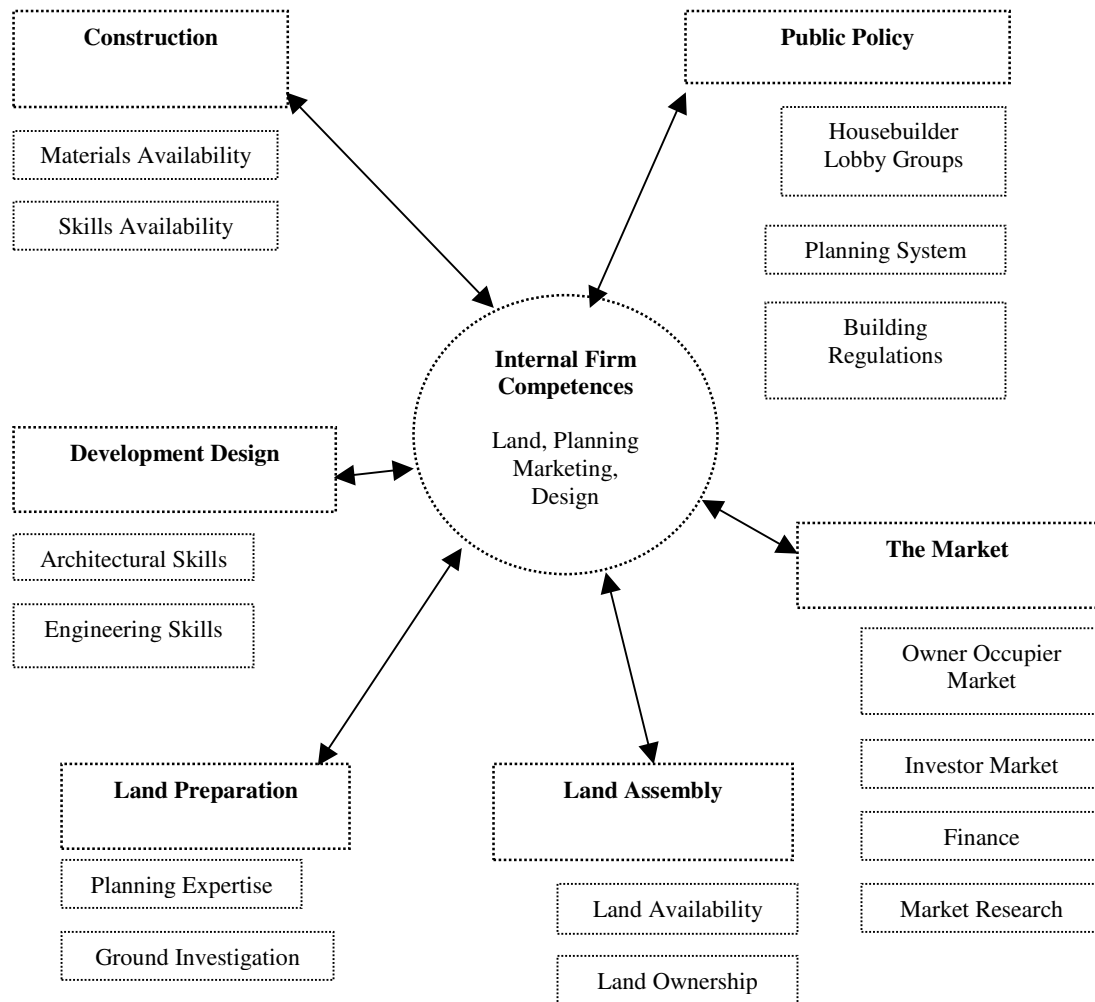 Construction
Materials Availability
Skills Availability
Public Policy
Housebuilder
Lobby Groups
Planning System
Building
Regulations
Internal Firm
Competences
Land, Planning
Marketing,
Design
Development Design
Architectural Skills
Engineering Skills
The Market
Owner Occupier
Market
Investor Market
Finance
Market Research
Land Preparation
Planning Expertise
Ground Investigation
Land Assembly
Land Availability
Land Ownership